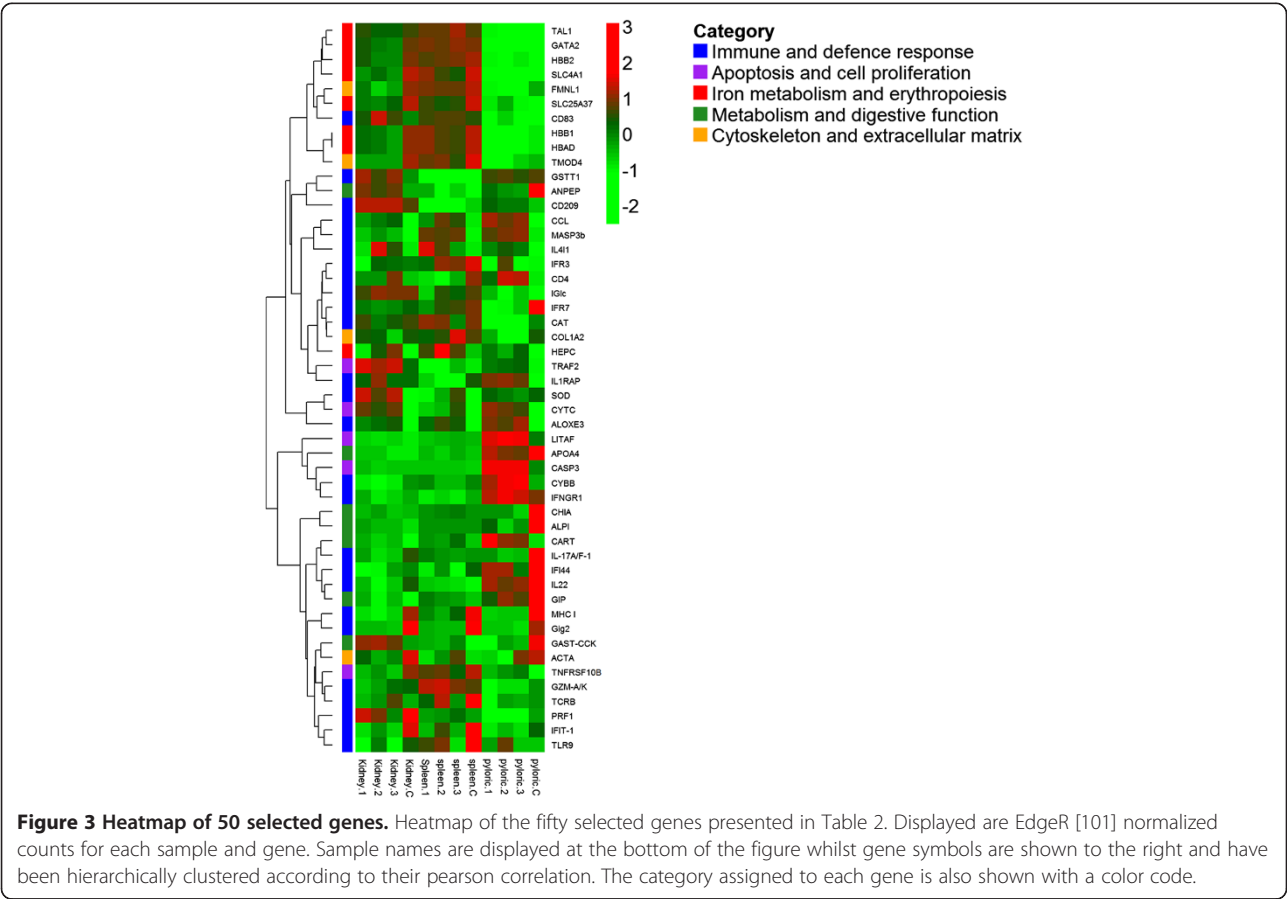 TAL1
GATA2
HBB2
SLC4A1
FMNL1
SLC25A37
CD83
HBB1
HBAD
TMOD4
GSTT1
ANPEP
CD209
CCL
MASP3b
IL4I1
IFR3
CD4
IGlc
IFR7
CAT
COL1A2
HEPC
TRAF2
IL1RAP
SOD
CYTC
ALOXE3
LITAF
APOA4
CASP3
CYBB
IFNGR1
CHIA
ALPI
CART
IL-17A/F-1
IFI44
IL22
GIP
MHC I
Gig2
GAST-CCK
ACTA
TNFRSF10B
GZM-A/K
TCRB
PRF1
IFIT-1
TLR9
Kidney.1
Kidney.2
Kidney.3
Kidney.C
Spleen.1
spleen.2
spleen.3
spleen.C
pyloric.1
pyloric.2
pyloric.3
pyloric.C
3
2
1
0
-1
-2
Category
Immune and defence response
Apoptosis and cell proliferation
Iron metabolism and erythropoiesis
Metabolism and digestive function
Cytoskeleton and extracellular matrix
Figure 3 Heatmap of 50 selected genes. Heatmap of the fifty selected genes presented in Table 2. Displayed are EdgeR [101] normalized
counts for each sample and gene. Sample names are displayed at the bottom of the figure whilst gene symbols are shown to the right and have
been hierarchically clustered according to their pearson correlation. The category assigned to each gene is also shown with a color code.